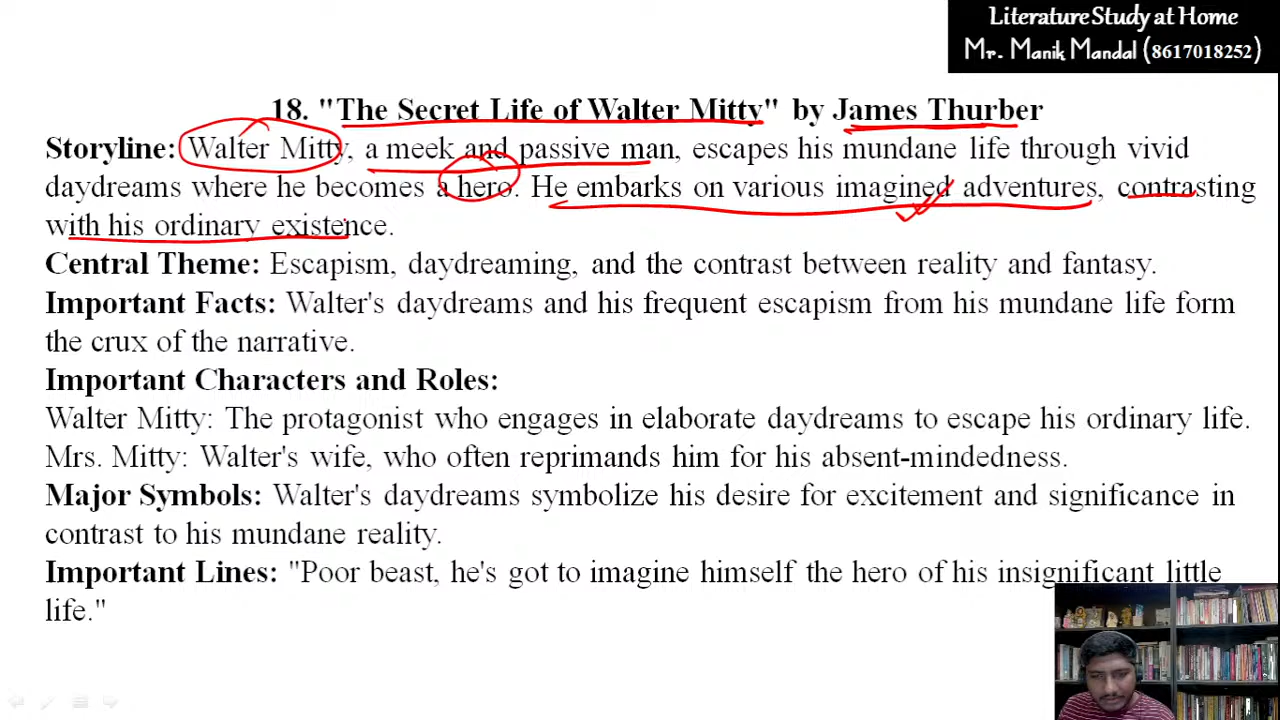 Literature Study at Home
Mr. Manik Mandal (8617018252)
18. "The Secret Life of Walter Mitty" by James Thurber
Storyline: Walter Mitty, a meek and passive man, escapes his mundane life through vivid
daydreams where he becomes a hero. He embarks on various imagined adventures, contrasting
with his ordinary existence.
Central Theme: Escapism, daydreaming, and the contrast between reality and fantasy.
Important Facts: Walter's daydreams and his frequent escapism from his mundane life form
the crux of the narrative.
Important Characters and Roles:
Walter Mitty: The protagonist who engages in elaborate daydreams to escape his ordinary life.
Mrs. Mitty: Walter's wife, who often reprimands him for his absent-mindedness.
Major Symbols: Walter's daydreams symbolize his desire for excitement and significance in
contrast to his mundane reality.
Important Lines: "Poor beast, he's got to imagine himself the hero of his insignificant little
life."